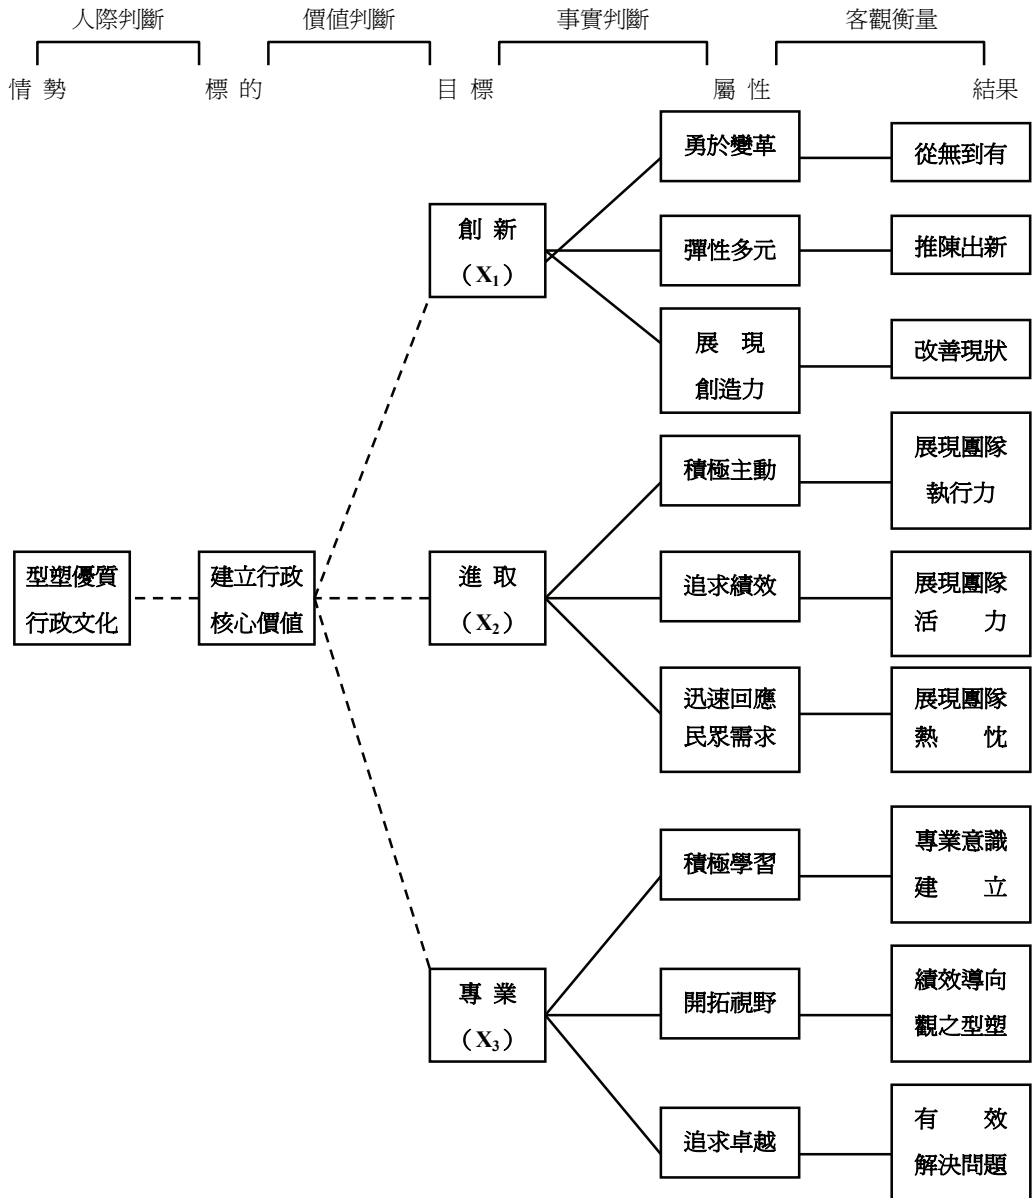 人際判斷 價值判斷 事實判斷 客觀衡量
情勢 標的 目標 屬性 結果
勇於變革
從無到有
創新
（X₁）
彈性多元
推陳出新
展現
創造力
改善現狀
積極主動
展現團隊
執行力
型塑優質
行政文化
建立行政
核心價值
進取
（X₂）
追求績效
展現團隊
活力
迅速回應
民眾需求
展現團隊
熱忱
積極學習
專業意識
建立
專業
（X₃）
開拓視野
績效導向
觀之型塑
追求卓越
有效
解決問題